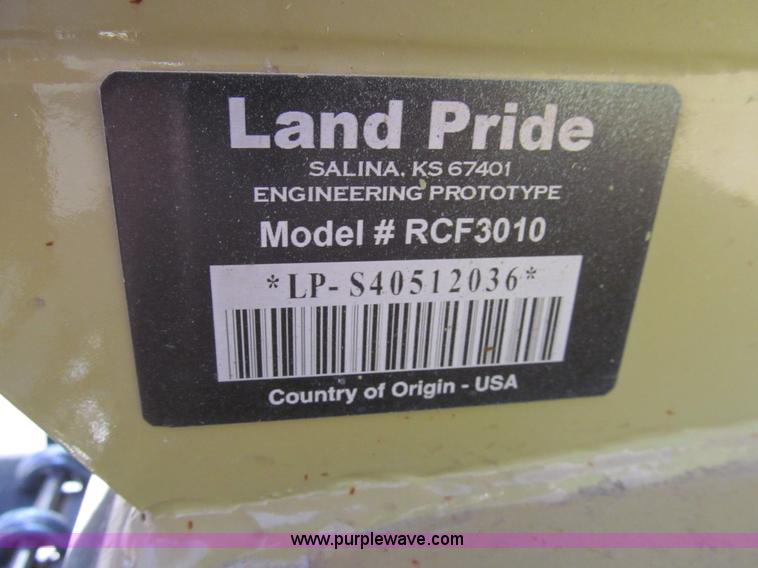 Land Pride
SALINA, KS 67401
ENGINEERING PROTOTYPE
Model # RCF3010
*LP- S40512036*
Country of Origin - USA
www.purplewave.com